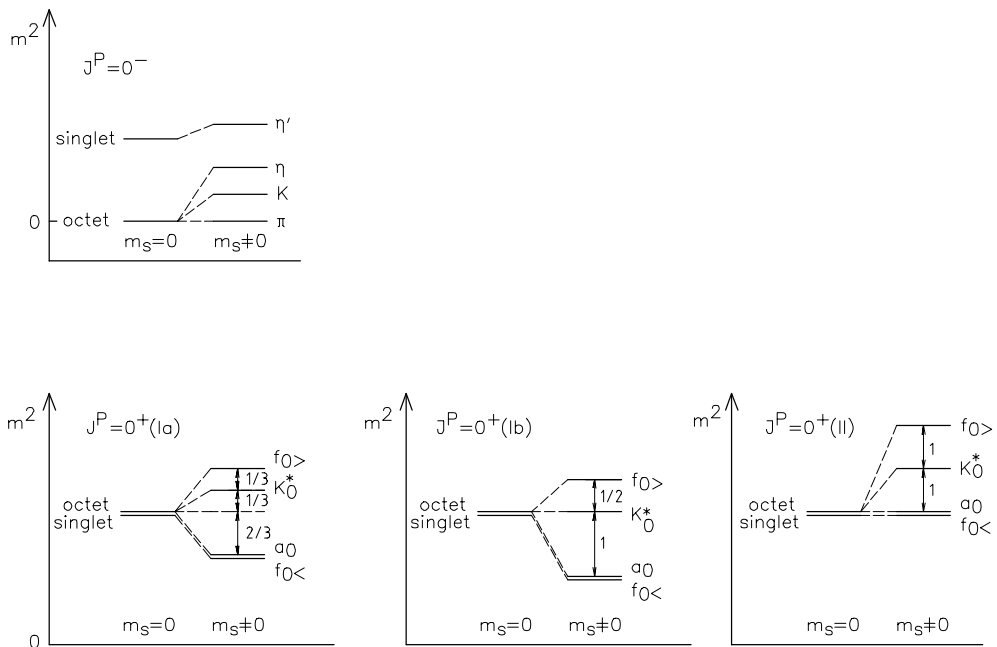 m²
J^P=0⁻
singlet
η′
η
K
0
octet
π
m_s=0
m_s≠0
m²
J^P=0⁺(Ia)
f₀>
1/3
K*₀
1/3
octet
singlet
2/3
a₀
f₀<
m_s=0
m_s≠0
0
m²
J^P=0⁺(Ib)
f₀>
1/2
octet
singlet
K*₀
1
a₀
f₀<
m_s=0
m_s≠0
m²
J^P=0⁺(II)
f₀>
1
K*₀
1
octet
singlet
a₀
f₀<
m_s=0
m_s≠0